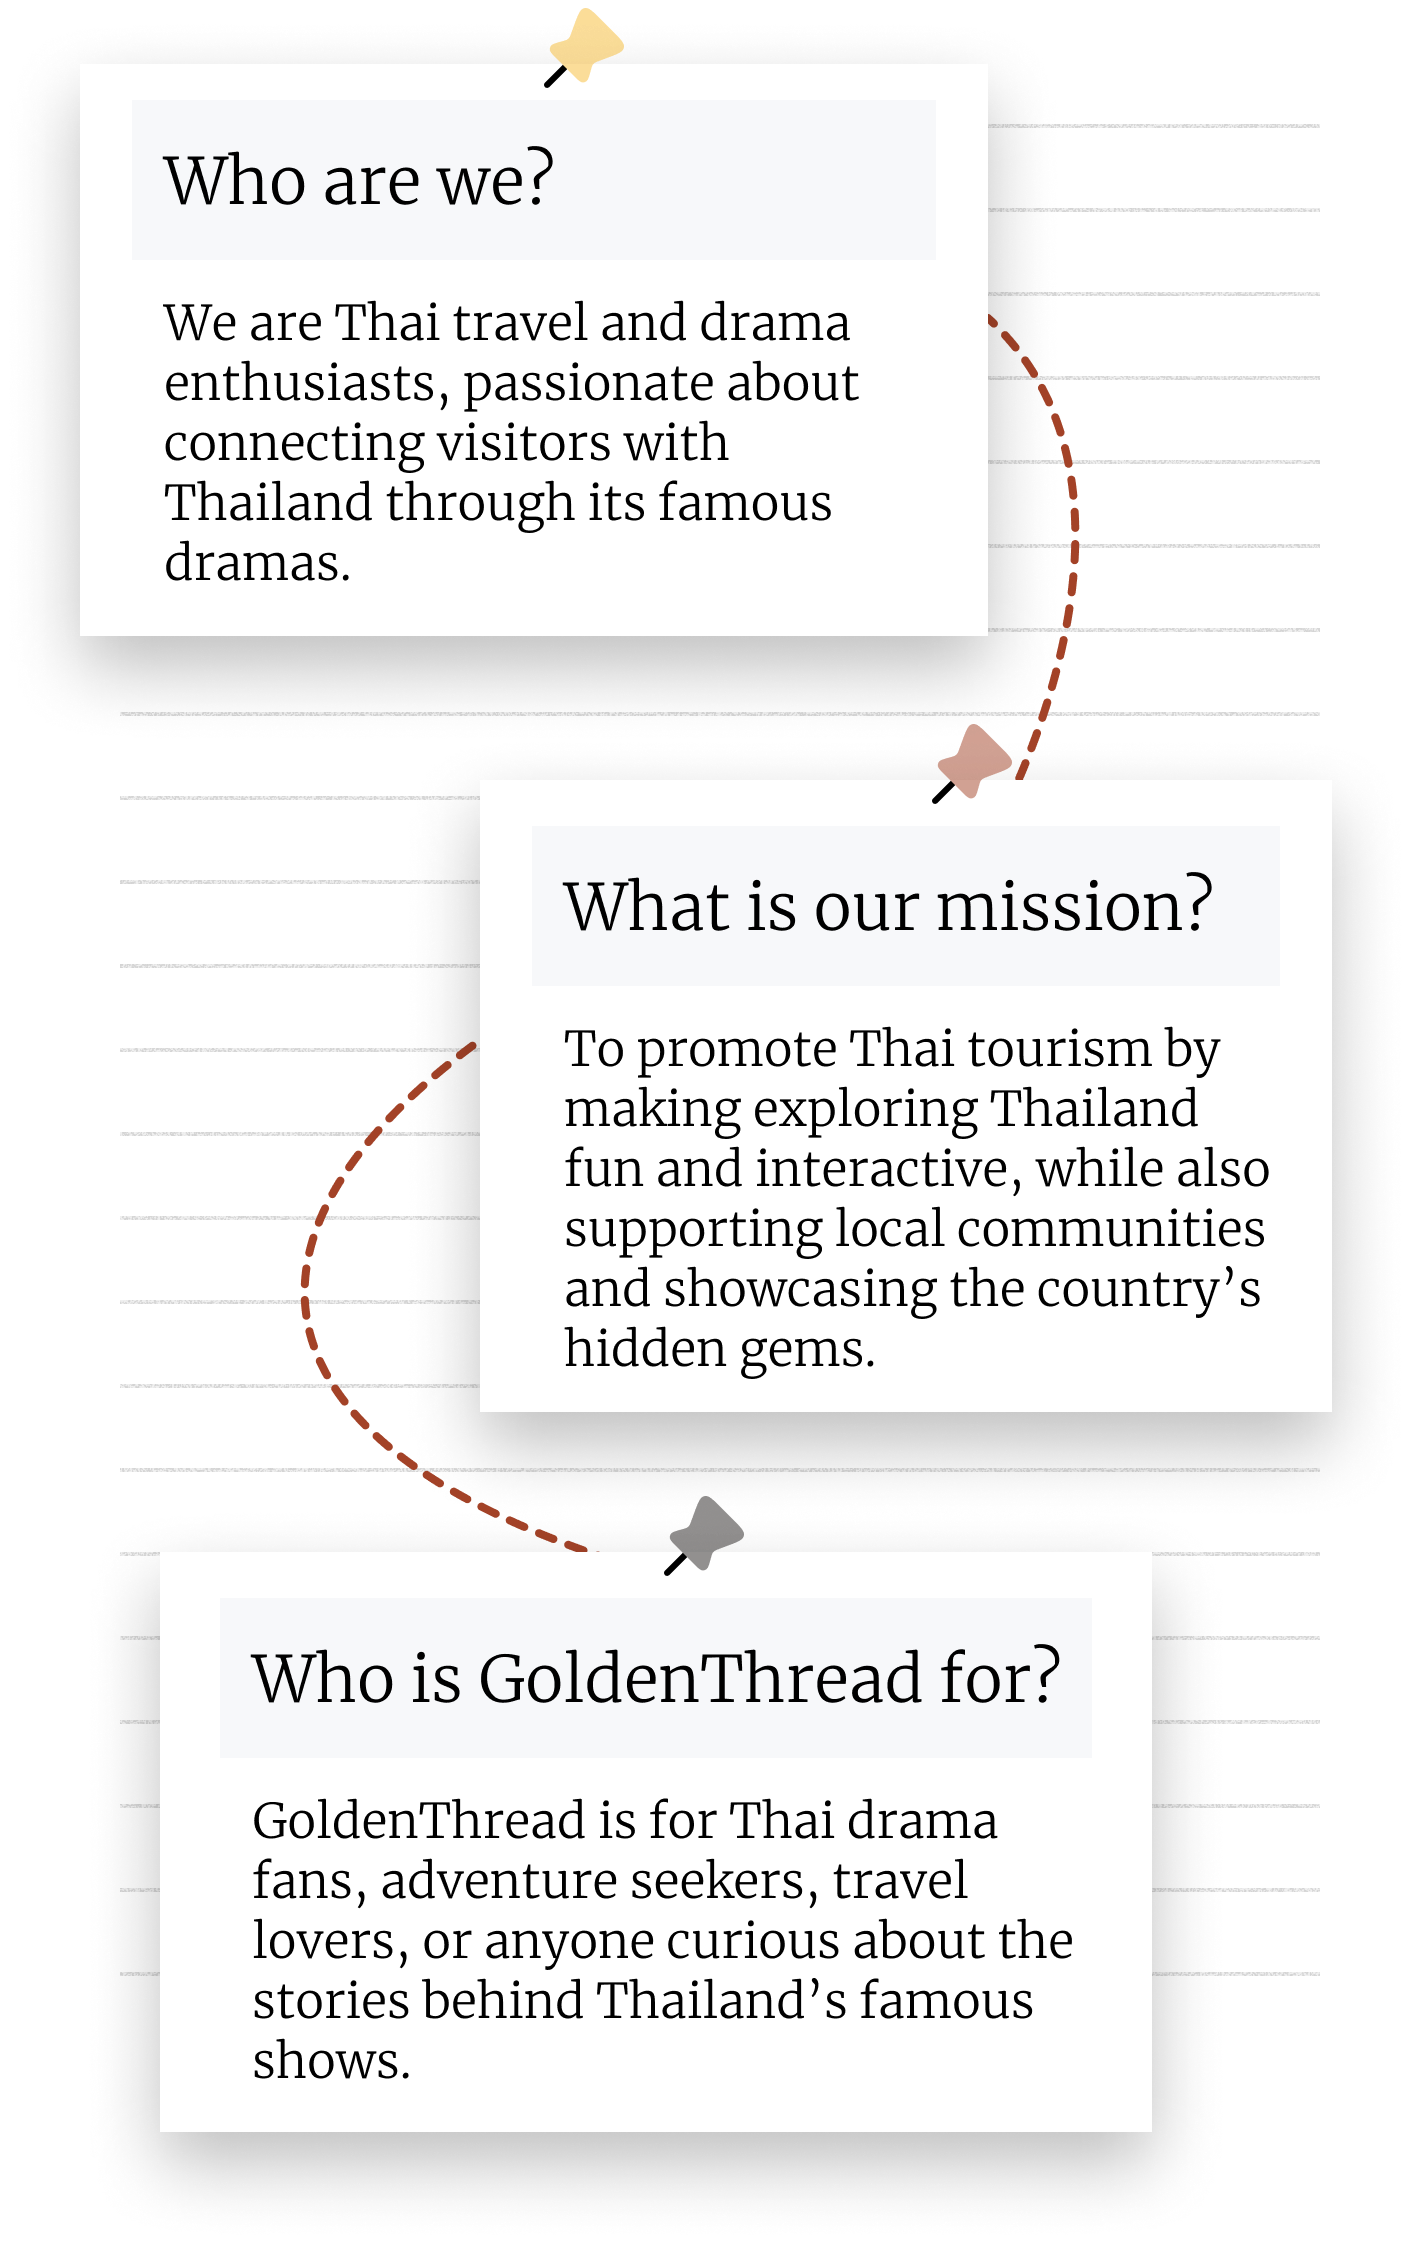 Who are we?
We are Thai travel and drama
enthusiasts, passionate about
connecting visitors with
Thailand through its famous
dramas.
What is our mission?
To promote Thai tourism by
making exploring Thailand
fun and interactive, while also
supporting local communities
and showcasing the country’s
hidden gems.
Who is GoldenThread for?
GoldenThread is for Thai drama
fans, adventure seekers, travel
lovers, or anyone curious about the
stories behind Thailand’s famous
shows.